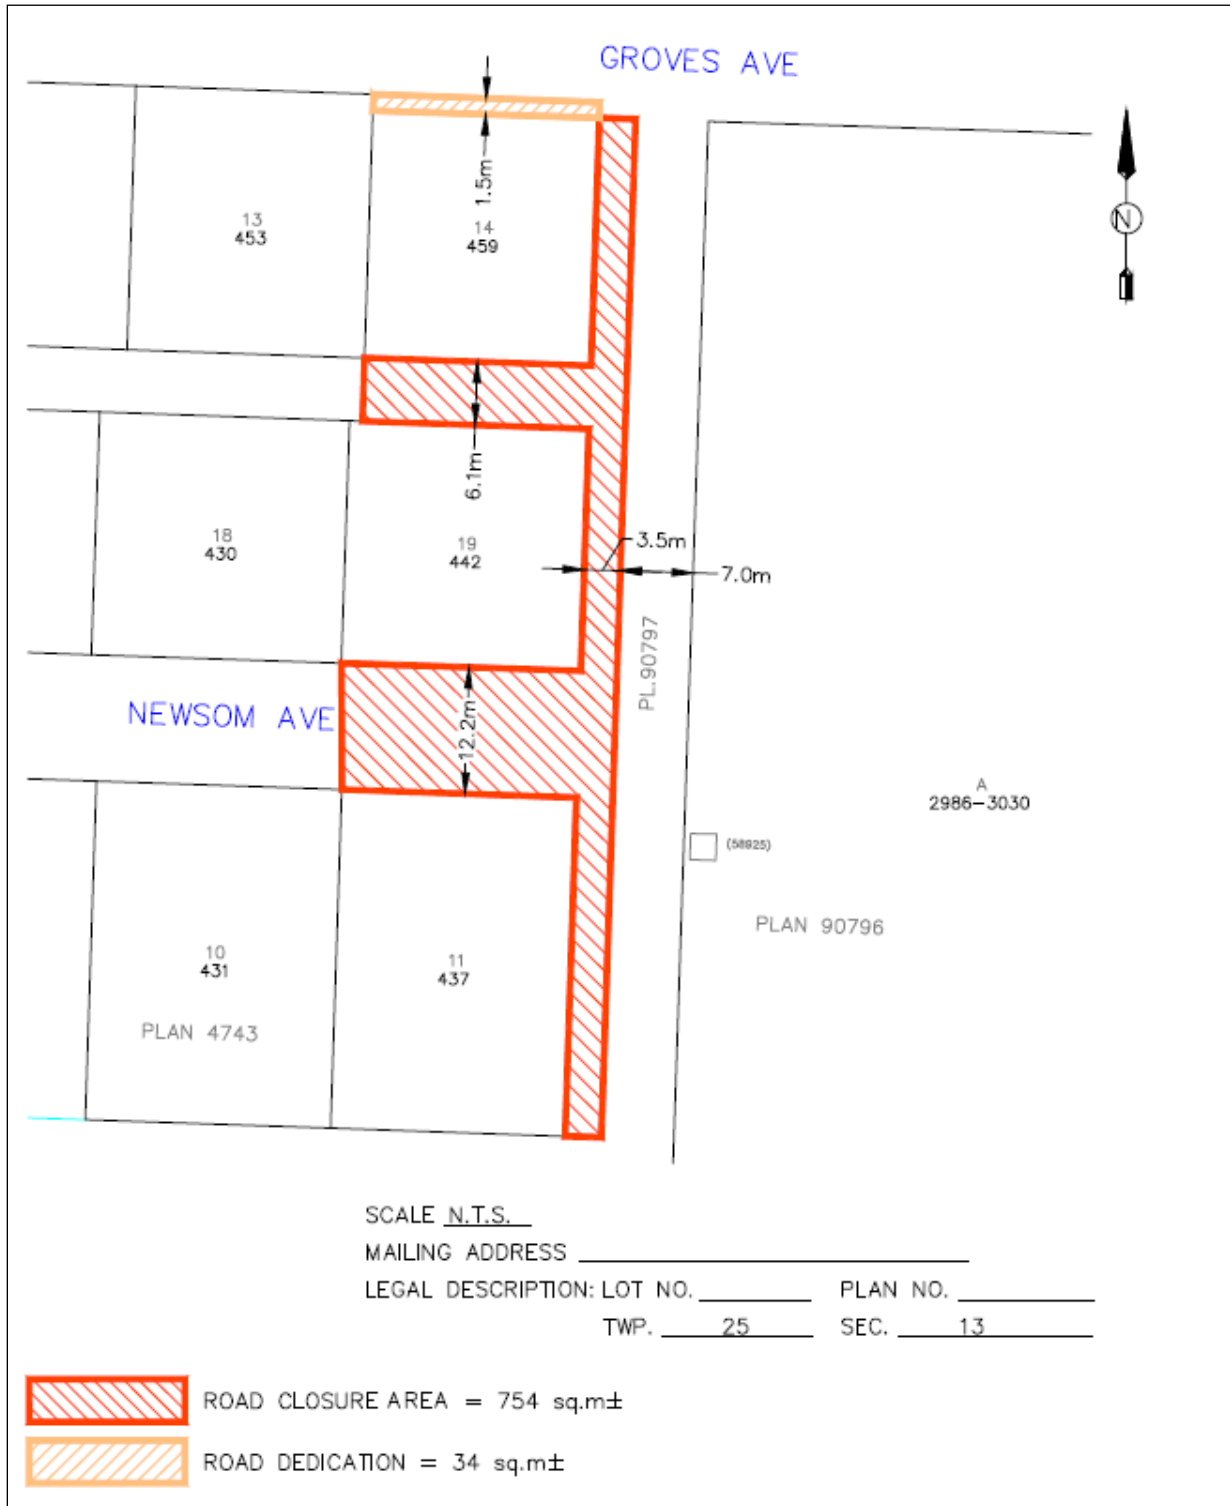 GROVES AVE
1.5m
13
453
14
459
N
6.1m
18
430
19
442
3.5m
7.0m
PL.90797
NEWSOM AVE
12.2m
A
2986-3030
(58925)
PLAN 90796
10
431
11
437
PLAN 4743
SCALE N.T.S.
MAILING ADDRESS
LEGAL DESCRIPTION: LOT NO. PLAN NO.
TWP. 25 SEC. 13
ROAD CLOSURE AREA = 754 sq.m±
ROAD DEDICATION = 34 sq.m±